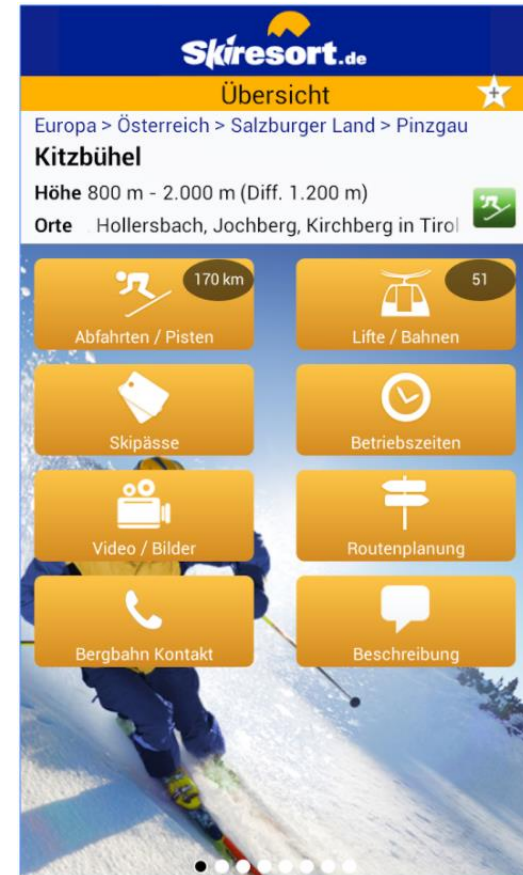 Skiresort.de
Übersicht
Europa > Österreich > Salzburger Land > Pinzgau
Kitzbühel
Höhe 800 m - 2.000 m (Diff. 1.200 m)
Orte Hollersbach, Jochberg, Kirchberg in Tirol
170 km
51
Abfahrten / Pisten
Lifte / Bahnen
Skipässe
Betriebszeiten
Video / Bilder
Routenplanung
Bergbahn Kontakt
Beschreibung